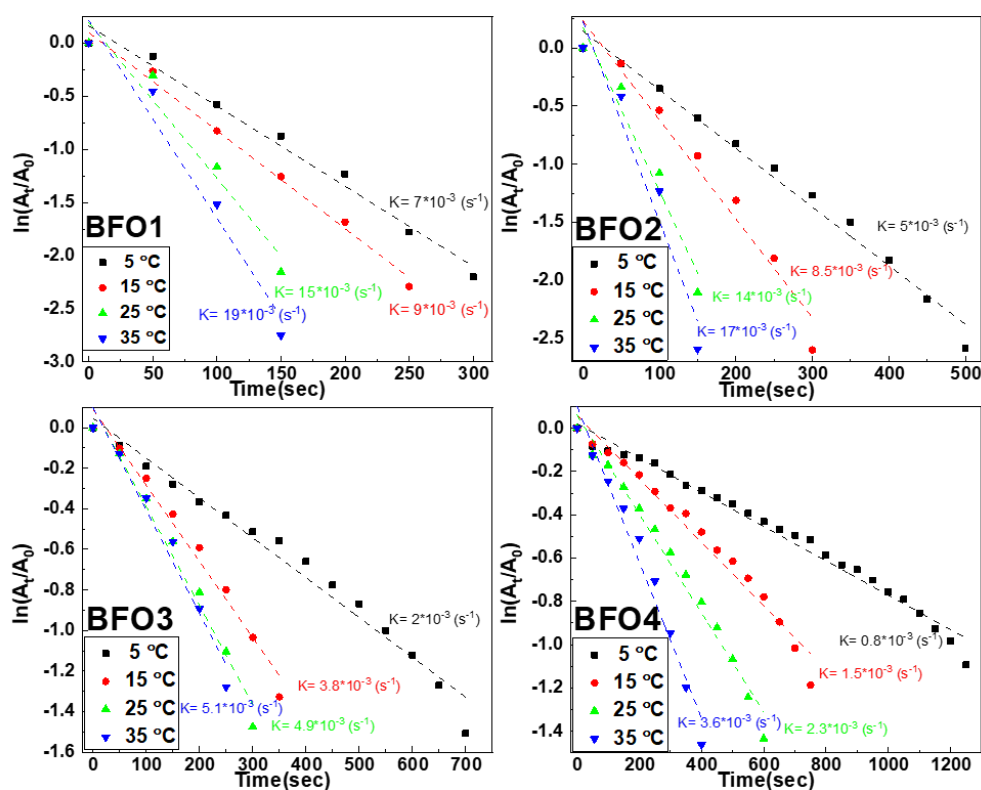 ln(A_t/A_0)
0.0
-0.5
-1.0
-1.5
-2.0
-2.5
-3.0
BFO1
5 °C
15 °C
25 °C
35 °C
K= 7*10^-3 (s^-1)
K= 15*10^-3 (s^-1)
K= 19*10^-3 (s^-1)
K= 9*10^-3 (s^-1)
0 50 100 150 200 250 300
Time(sec)
ln(A_t/A_0)
0.0
-0.5
-1.0
-1.5
-2.0
-2.5
BFO2
5 °C
15 °C
25 °C
35 °C
K= 5*10^-3 (s^-1)
K= 8.5*10^-3 (s^-1)
K= 14*10^-3 (s^-1)
K= 17*10^-3 (s^-1)
0 100 200 300 400 500
Time(sec)
ln(A_t/A_0)
0.0
-0.2
-0.4
-0.6
-0.8
-1.0
-1.2
-1.4
-1.6
BFO3
5 °C
15 °C
25 °C
35 °C
K= 2*10^-3 (s^-1)
K= 3.8*10^-3 (s^-1)
K= 5.1*10^-3 (s^-1)
K= 4.9*10^-3 (s^-1)
0 100 200 300 400 500 600 700
Time(sec)
ln(A_t/A_0)
0.0
-0.2
-0.4
-0.6
-0.8
-1.0
-1.2
-1.4
BFO4
5 °C
15 °C
25 °C
35 °C
K= 0.8*10^-3 (s^-1)
K= 1.5*10^-3 (s^-1)
K= 3.6*10^-3 (s^-1)
K= 2.3*10^-3 (s^-1)
0 200 400 600 800 1000 1200
Time(sec)